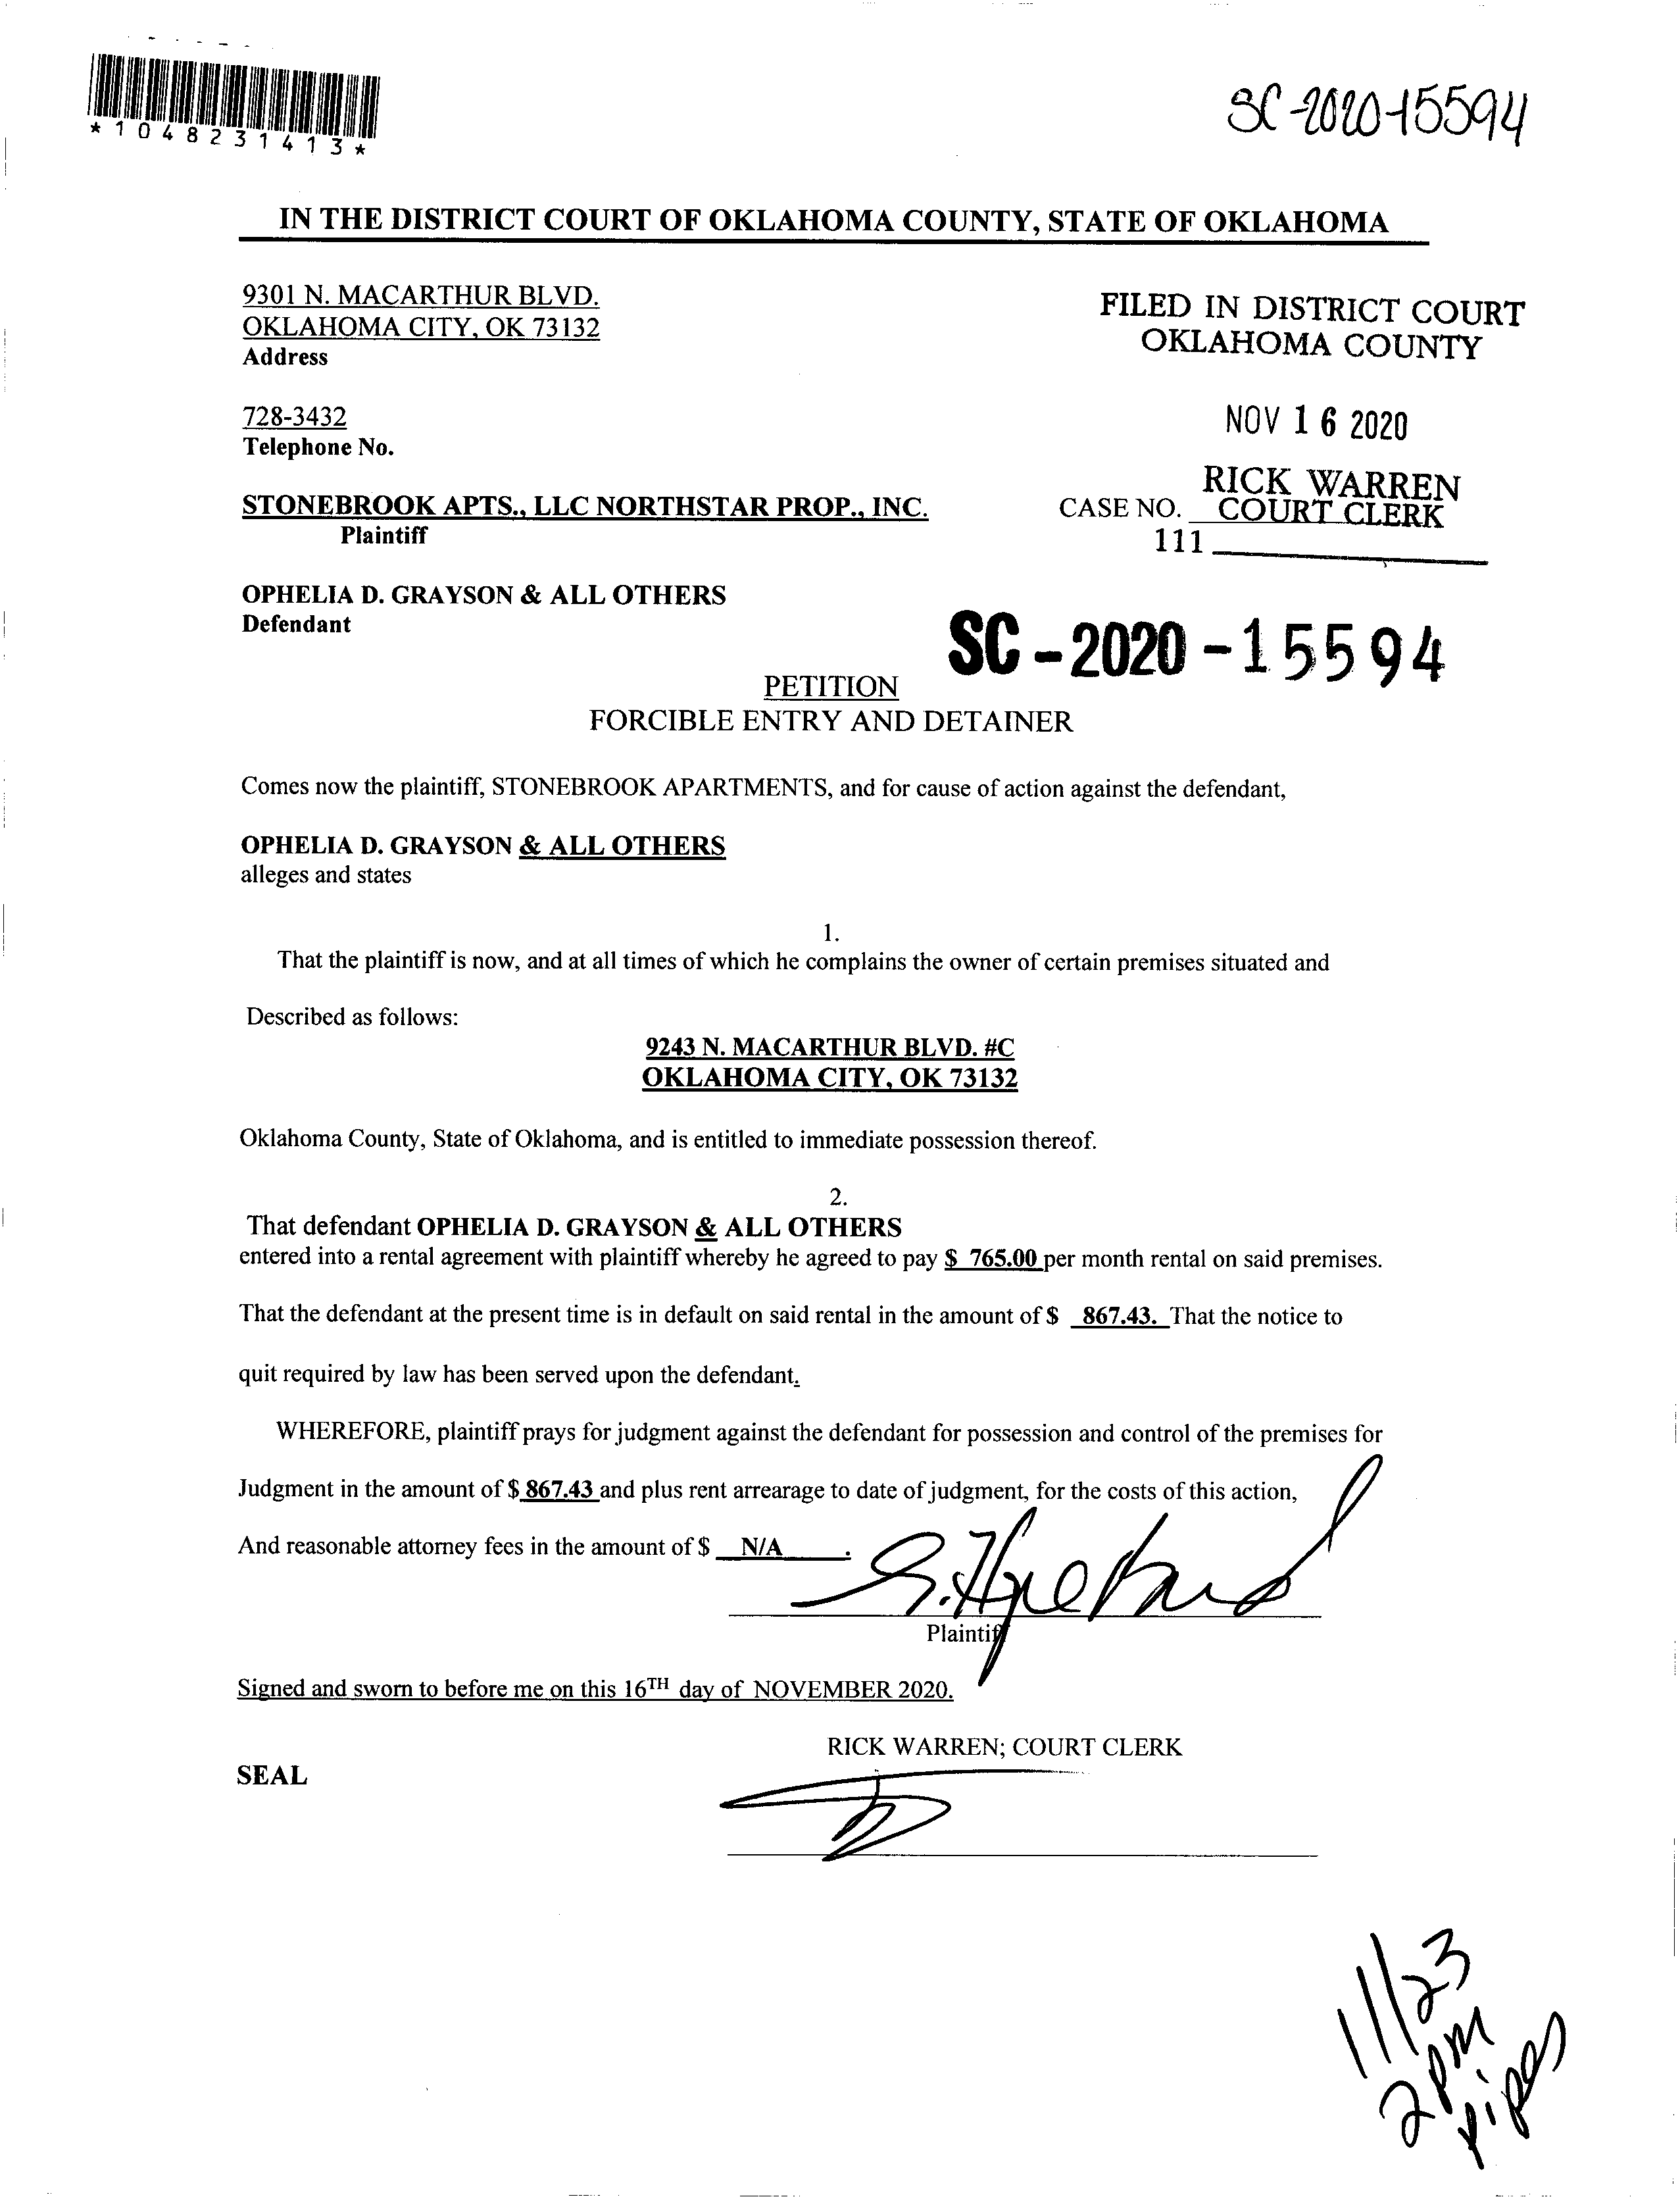 *1048231413*
SC-2020-15594
IN THE DISTRICT COURT OF OKLAHOMA COUNTY, STATE OF OKLAHOMA
9301 N. MACARTHUR BLVD.
OKLAHOMA CITY, OK 73132
Address
FILED IN DISTRICT COURT
OKLAHOMA COUNTY
728-3432
Telephone No.
NOV 16 2020
RICK WARREN
COURT CLERK
STONEBROOK APTS., LLC NORTHSTAR PROP., INC.
Plaintiff
CASE NO.
111
OPHELIA D. GRAYSON & ALL OTHERS
Defendant
SC-2020-15594
PETITION
FORCIBLE ENTRY AND DETAINER
Comes now the plaintiff, STONEBROOK APARTMENTS, and for cause of action against the defendant,
OPHELIA D. GRAYSON & ALL OTHERS
alleges and states
1.
That the plaintiff is now, and at all times of which he complains the owner of certain premises situated and
Described as follows:
9243 N. MACARTHUR BLVD. #C
OKLAHOMA CITY, OK 73132
Oklahoma County, State of Oklahoma, and is entitled to immediate possession thereof.
2.
That defendant OPHELIA D. GRAYSON & ALL OTHERS
entered into a rental agreement with plaintiff whereby he agreed to pay $ 765.00 per month rental on said premises.
That the defendant at the present time is in default on said rental in the amount of $ 867.43. That the notice to
quit required by law has been served upon the defendant.
WHEREFORE, plaintiff prays for judgment against the defendant for possession and control of the premises for
Judgment in the amount of $ 867.43 and plus rent arrearage to date of judgment, for the costs of this action,
And reasonable attorney fees in the amount of $ N/A .
Plaintiff
Signed and sworn to before me on this 16TH day of NOVEMBER 2020.
RICK WARREN; COURT CLERK
SEAL
11/23
2pm
pipes